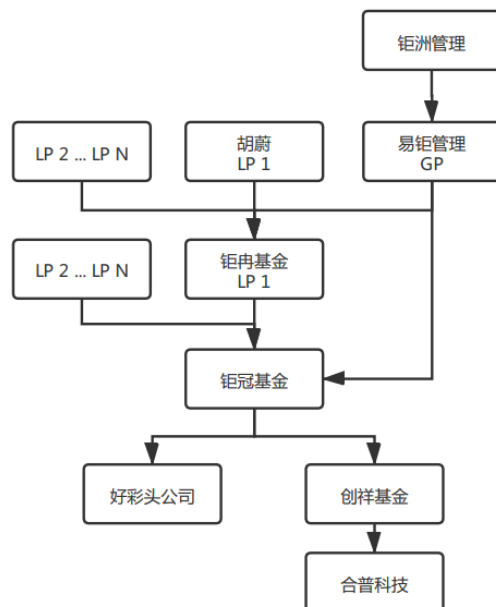 钜洲管理
LP 2 ... LP N
胡蔚
LP 1
易钜管理
GP
LP 2 ... LP N
钜冉基金
LP 1
钜冠基金
好彩头公司
创祥基金
合普科技